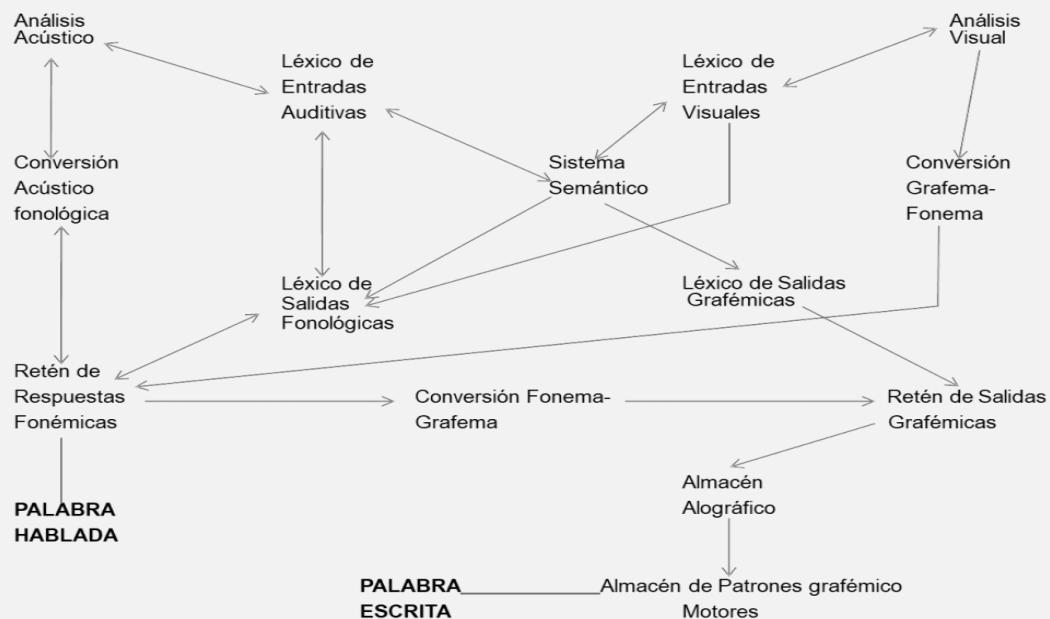 Análisis
Acústico
Análisis
Visual
Léxico de
Entradas
Auditivas
Léxico de
Entradas
Visuales
Conversión
Acústico
fonológica
Sistema
Semántico
Conversión
Grafema-
Fonema
Léxico de
Salidas
Fonológicas
Léxico de Salidas
Grafémicas
Retén de
Respuestas
Fonémicas
Conversión Fonema-
Grafema
Retén de Salidas
Grafémicas
PALABRA
HABLADA
Almacén
Alográfico
PALABRA
ESCRITA
Almacén de Patrones grafémico
Motores